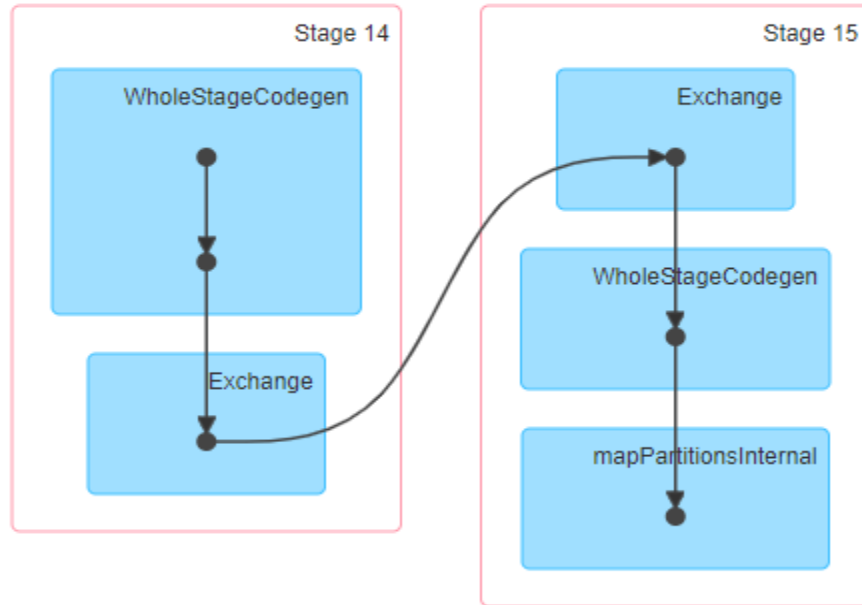 Stage 14
WholeStageCodegen
Exchange
Stage 15
Exchange
WholeStageCodegen
mapPartitionsInternal